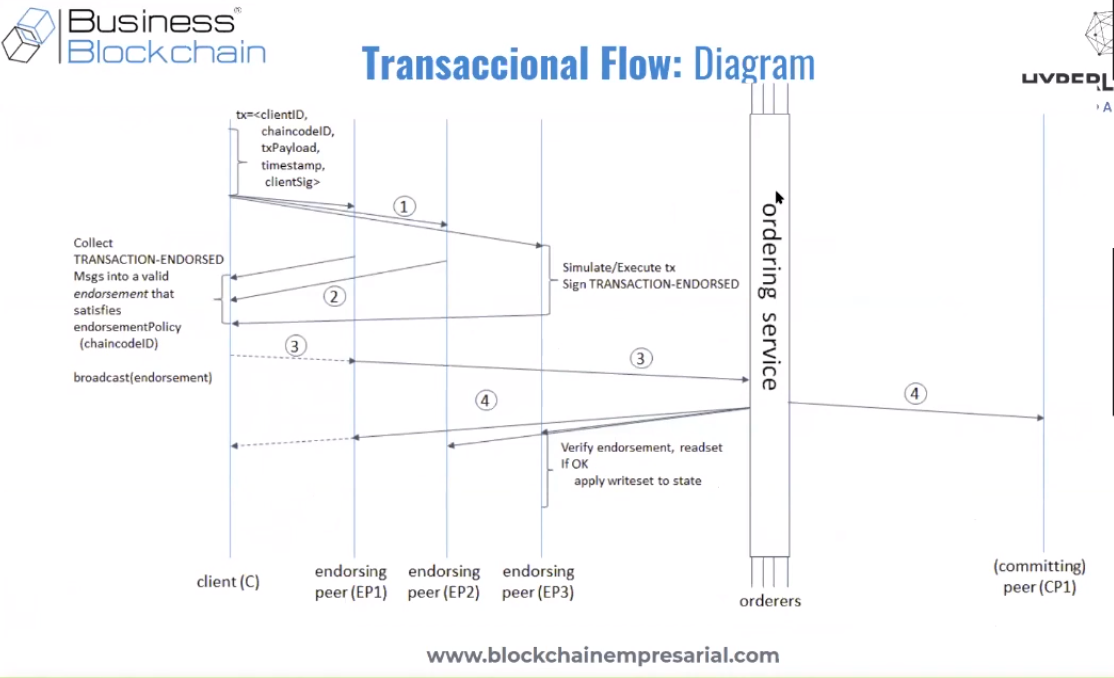 Business®
Blockchain
Transaccional Flow: Diagram
tx=<clientID,
chaincodeID,
txPayload,
timestamp,
clientSig>
1
Collect
TRANSACTION-ENDORSED
Msgs into a valid
endorsement that
satisfies
endorsementPolicy
(chaincodeID)
2
Simulate/Execute tx
Sign TRANSACTION-ENDORSED
ordering service
3
3
broadcast(endorsement)
4
4
Verify endorsement, readset
If OK
apply writeset to state
client (C)
endorsing
peer (EP1)
endorsing
peer (EP2)
endorsing
peer (EP3)
orderers
(committing)
peer (CP1)
www.blockchainempresarial.com